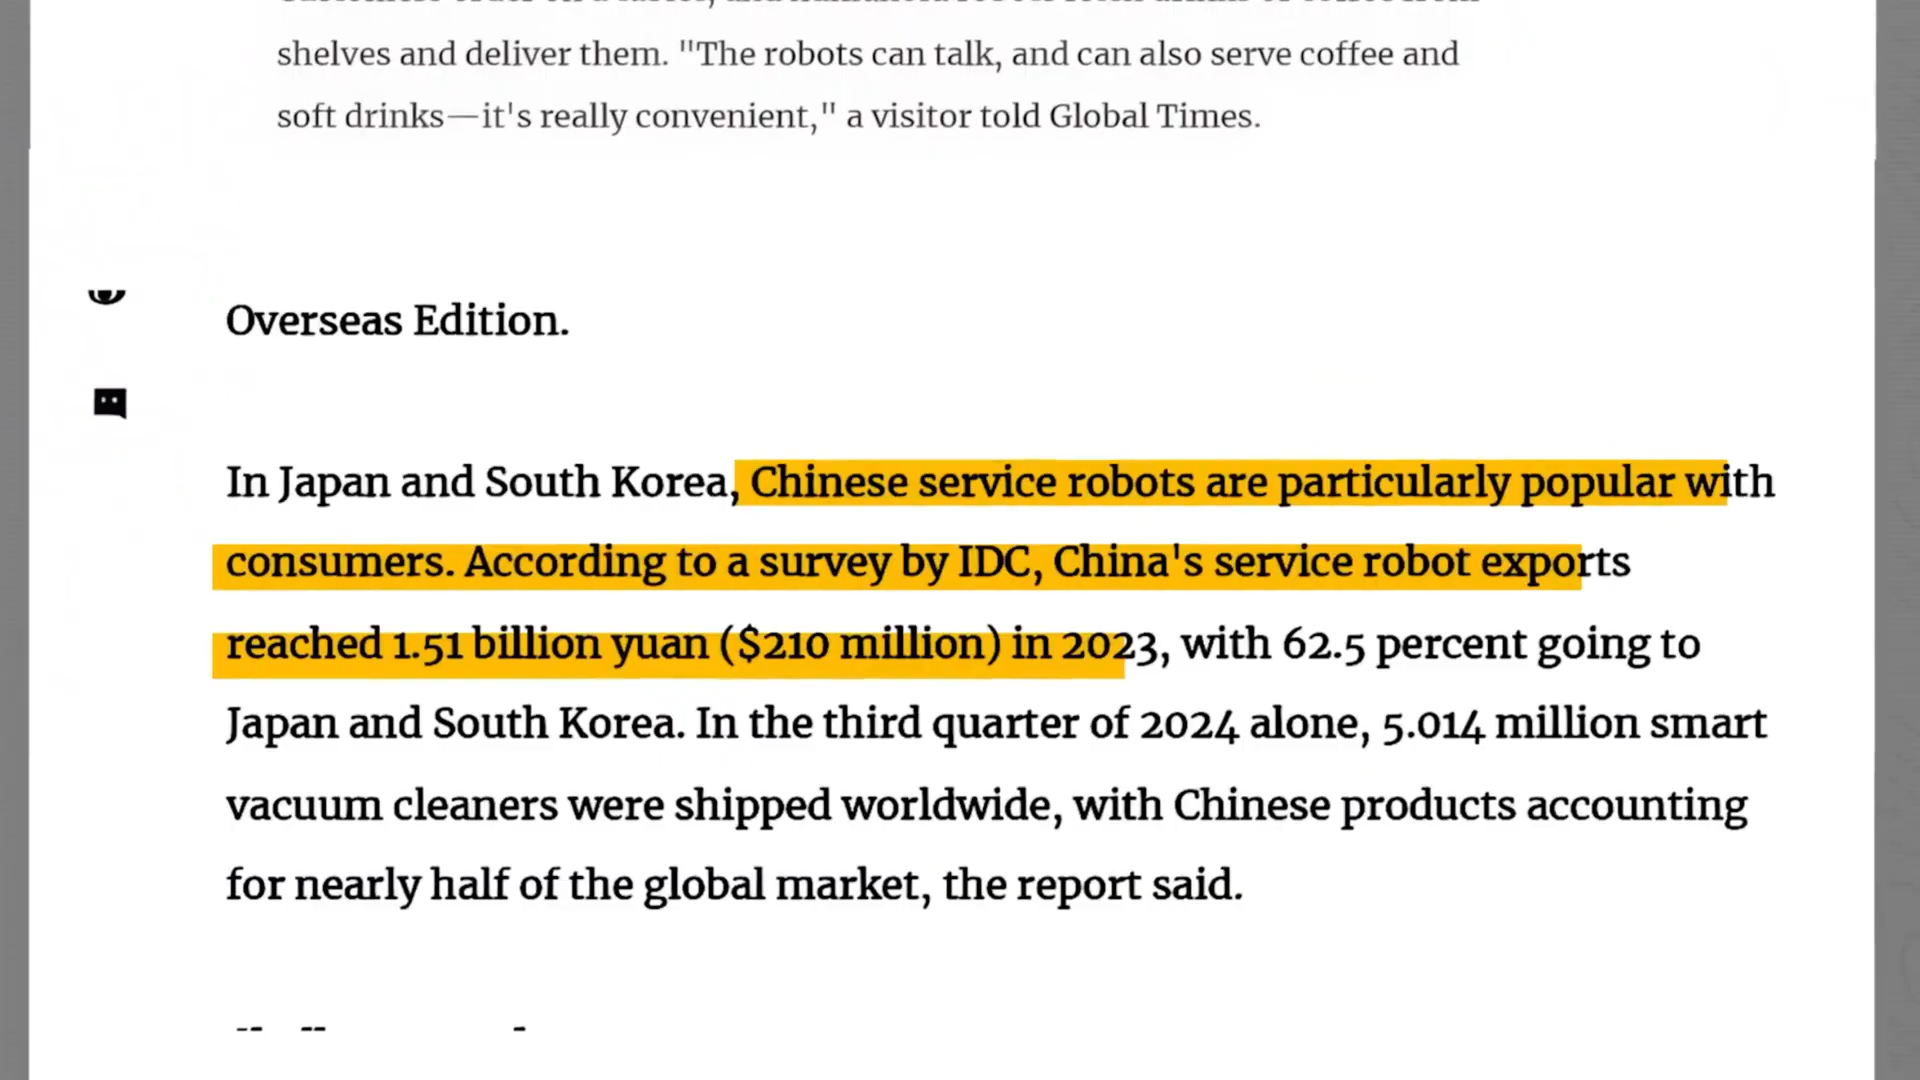 shelves and deliver them. "The robots can talk, and can also serve coffee and
soft drinks—it's really convenient," a visitor told Global Times.
Overseas Edition.
In Japan and South Korea, Chinese service robots are particularly popular with
consumers. According to a survey by IDC, China's service robot exports
reached 1.51 billion yuan ($210 million) in 2023, with 62.5 percent going to
Japan and South Korea. In the third quarter of 2024 alone, 5.014 million smart
vacuum cleaners were shipped worldwide, with Chinese products accounting
for nearly half of the global market, the report said.